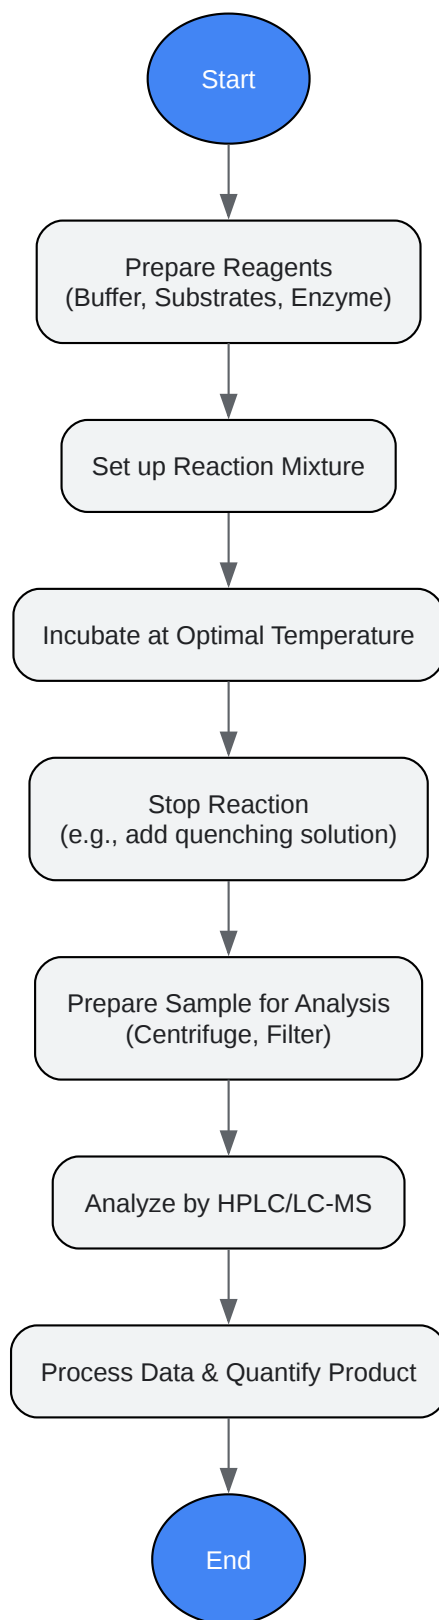 Start
Prepare Reagents
(Buffer, Substrates, Enzyme)
Set up Reaction Mixture
Incubate at Optimal Temperature
Stop Reaction
(e.g., add quenching solution)
Prepare Sample for Analysis
(Centrifuge, Filter)
Analyze by HPLC/LC-MS
Process Data & Quantify Product
End